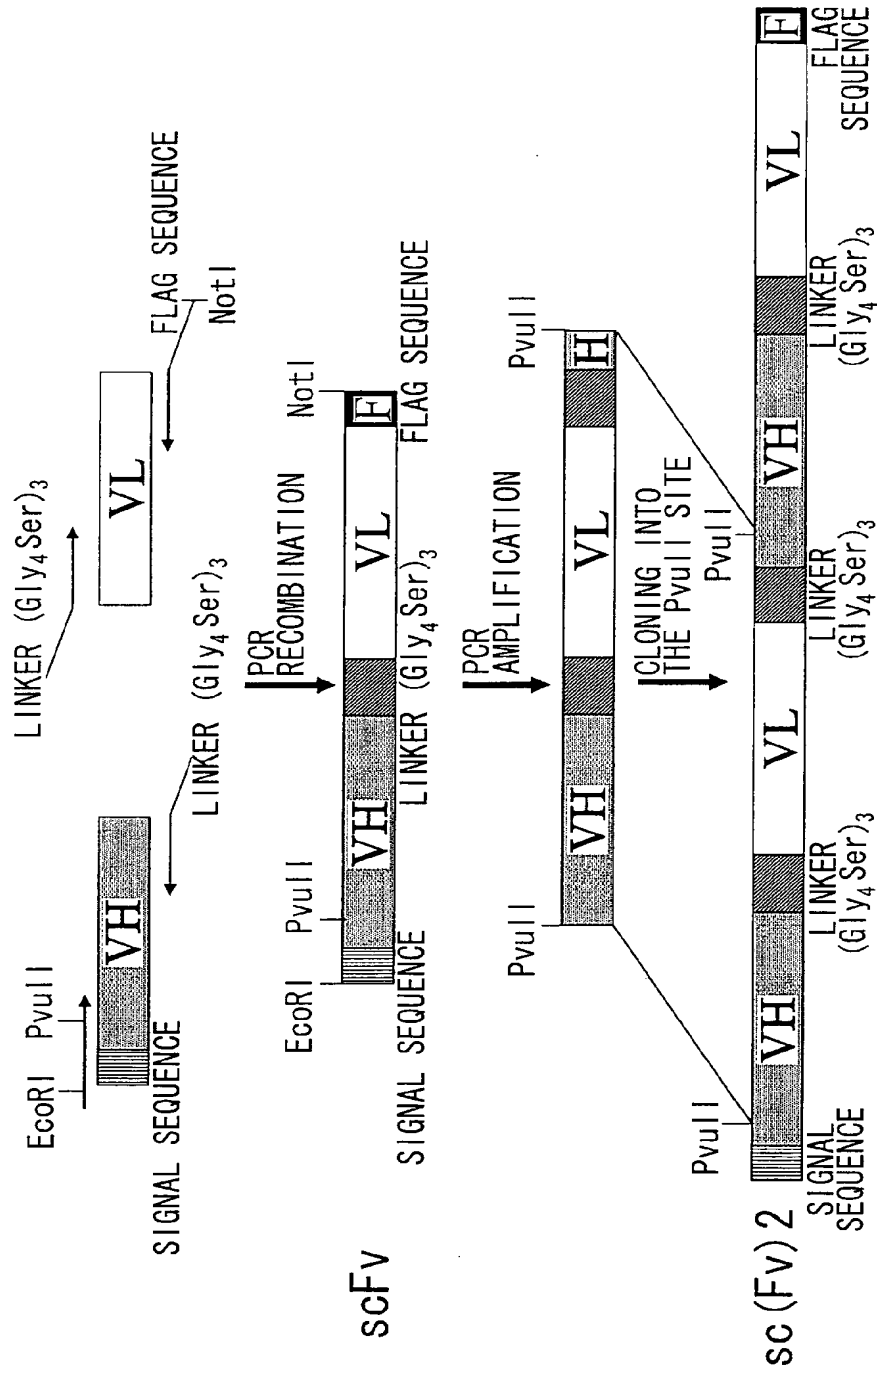 LINKER (Gly4Ser)3
EcoRI PvuII
VH
VL
SIGNAL SEQUENCE
LINKER (Gly4Ser)3
FLAG SEQUENCE
NotI
PCR
RECOMBINATION
scFv
EcoRI PvuII
NotI
VH
VL
F
SIGNAL SEQUENCE
LINKER (Gly4Ser)3
FLAG SEQUENCE
PCR
AMPLIFICATION
PvuII
PvuII
VH
VL
H
CLONING INTO
THE PvuII SITE
sc(Fv)2
PvuII
PvuII
VH
VL
VH
VL
F
SIGNAL
SEQUENCE
LINKER
(Gly4Ser)3
LINKER
(Gly4Ser)3
LINKER
(Gly4Ser)3
FLAG
SEQUENCE